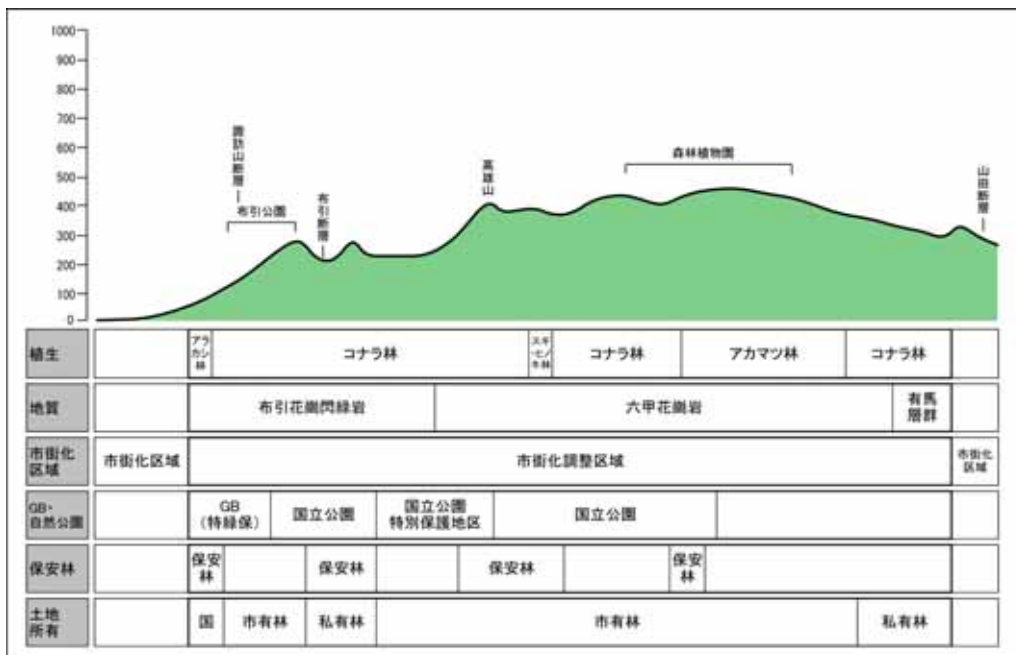 1000
900
800
700
600
500
400
300
200
100
0
諏訪山断層
布引公園
布引断層
高雄山
森林植物園
山田断層
植生
アラカシ林
コナラ林
スギ・ヒノキ林
コナラ林
アカマツ林
コナラ林
地質
布引花崗閃緑岩
六甲花崗岩
有馬
層群
市街化
区域
市街化区域
市街化調整区域
市街化
区域
GB・
自然公園
GB
（特緑保）
国立公園
国立公園
特別保護地区
国立公園
保安林
保安
林
保安林
保安林
保安
林
土地
所有
国
市有林
私有林
市有林
私有林